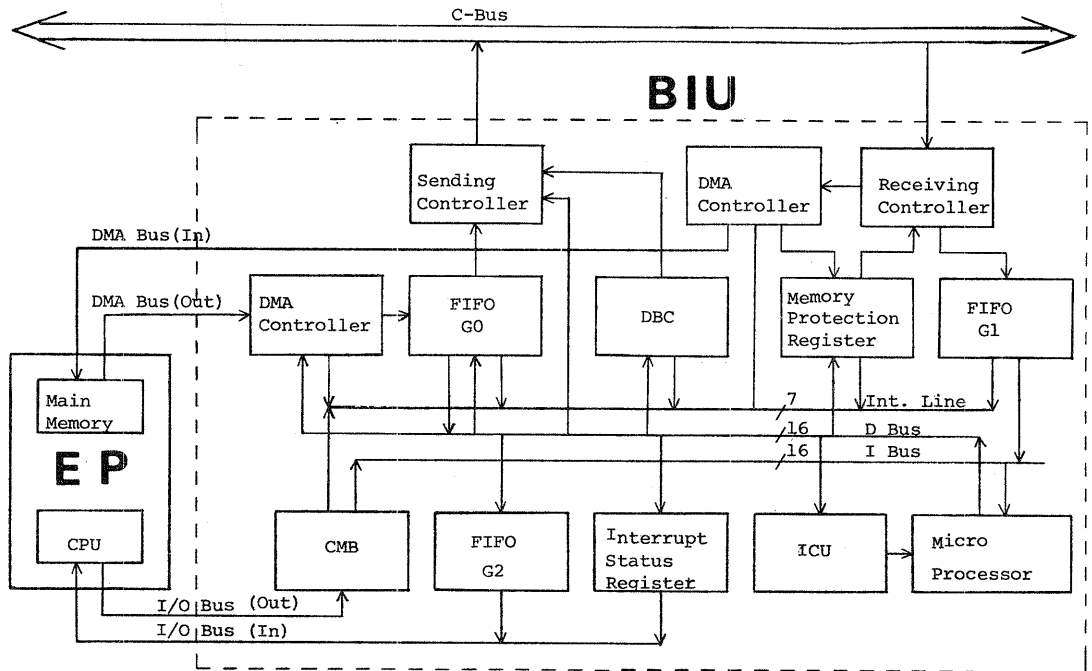 C-Bus
BIU
Sending
Controller
DMA
Controller
Receiving
Controller
DMA Bus(In)
DMA Bus(Out)
DMA
Controller
FIFO
G0
DBC
Memory
Protection
Register
FIFO
G1
Main
Memory
7 Int. Line
16 D Bus
16 I Bus
EP
CPU
CMB
FIFO
G2
Interrupt
Status
Register
ICU
Micro
Processor
I/O Bus (Out)
I/O Bus (In)